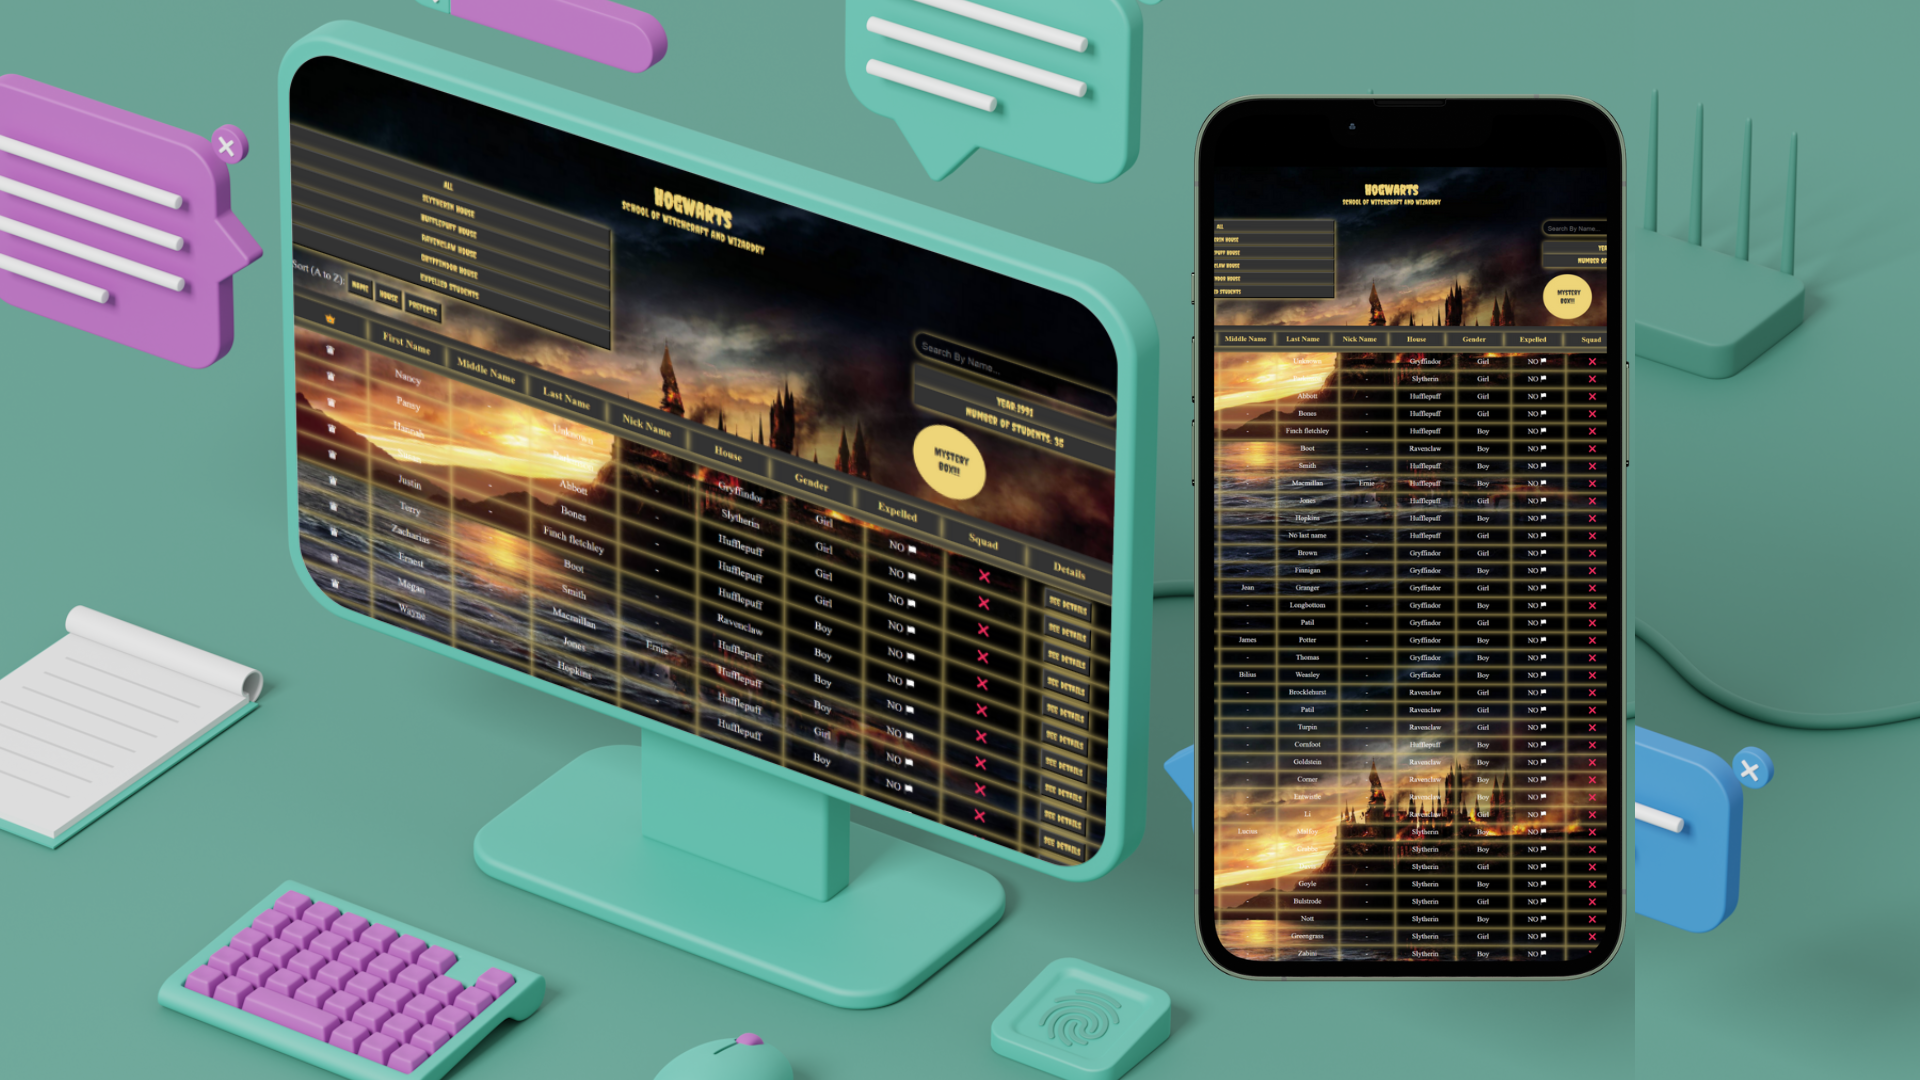 HOGWARTS
SCHOOL OF WITCHCRAFT AND WIZARDRY
ALL
SLYTHERIN HOUSE
HUFFLEPUFF HOUSE
RAVENCLAW HOUSE
GRYFFINDOR HOUSE
EXPELLED STUDENTS
Sort (A to Z): NAME HOUSE PREFECTS
Search By Name...
YEAR:1991
NUMBER OF STUDENTS: 36
MYSTERY
BOX!!
First Name Middle Name Last Name Nick Name House Gender Expelled Squad Details
Nancy - Gryffindor Girl NO SEE DETAILS
Pansy - Slytherin Girl NO SEE DETAILS
Hannah - Abbott - Hufflepuff Girl NO SEE DETAILS
- Bones - Hufflepuff Girl NO SEE DETAILS
Justin - Finch fletchley - Hufflepuff Boy NO SEE DETAILS
Terry - Boot - Ravenclaw Boy NO SEE DETAILS
Zacharias Smith - Hufflepuff Boy NO SEE DETAILS
Ernest Macmillan Ernie Hufflepuff Boy NO SEE DETAILS
Megan Jones - Hufflepuff Girl NO SEE DETAILS
Wayne Hopkins Hufflepuff Boy NO SEE DETAILS
HOGWARTS
SCHOOL OF WITCHCRAFT AND WIZARDRY
ALL
RIN HOUSE
PUFF HOUSE
LAW HOUSE
DOR HOUSE
D STUDENTS
Search By Name...
YEA
NUMBER OF
MYSTERY
BOX!!
Middle Name Last Name Nick Name House Gender Expelled Squad
- Gryffindor Girl NO
- Slytherin Girl NO
Abbott - Hufflepuff Girl NO
- Bones - Hufflepuff Girl NO
- Finch fletchley - Hufflepuff Boy NO
- Boot - Ravenclaw Boy NO
- Smith - Hufflepuff Boy NO
- Macmillan Ernie Hufflepuff Boy NO
- Jones - Hufflepuff Girl NO
- Hopkins - Hufflepuff Boy NO
- No last name - Hufflepuff Girl NO
- Brown - Gryffindor Girl NO
- Finnigan - Gryffindor Boy NO
Jean Granger - Gryffindor Girl NO
- Longbottom - Gryffindor Boy NO
- Patil - Gryffindor Girl NO
James Potter - Gryffindor Boy NO
- Thomas - Gryffindor Boy NO
Bilius Weasley - Gryffindor Boy NO
- Brocklehurst - Ravenclaw Girl NO
- Patil - Ravenclaw Girl NO
- Turpin - Ravenclaw Girl NO
- Cornfoot - Hufflepuff Boy NO
- Goldstein - Ravenclaw Boy NO
- Corner - Ravenclaw Boy NO
- Entwistle - Ravenclaw Boy NO
- Li - Ravenclaw Girl NO
Lucius Malfoy - Slytherin Boy NO
- Slytherin Boy NO
- Slytherin Girl NO
- Goyle - Slytherin Boy NO
- Bulstrode - Slytherin Girl NO
- Nott - Slytherin Boy NO
- Greengrass - Slytherin Girl NO
- Zabini - Slytherin Boy NO